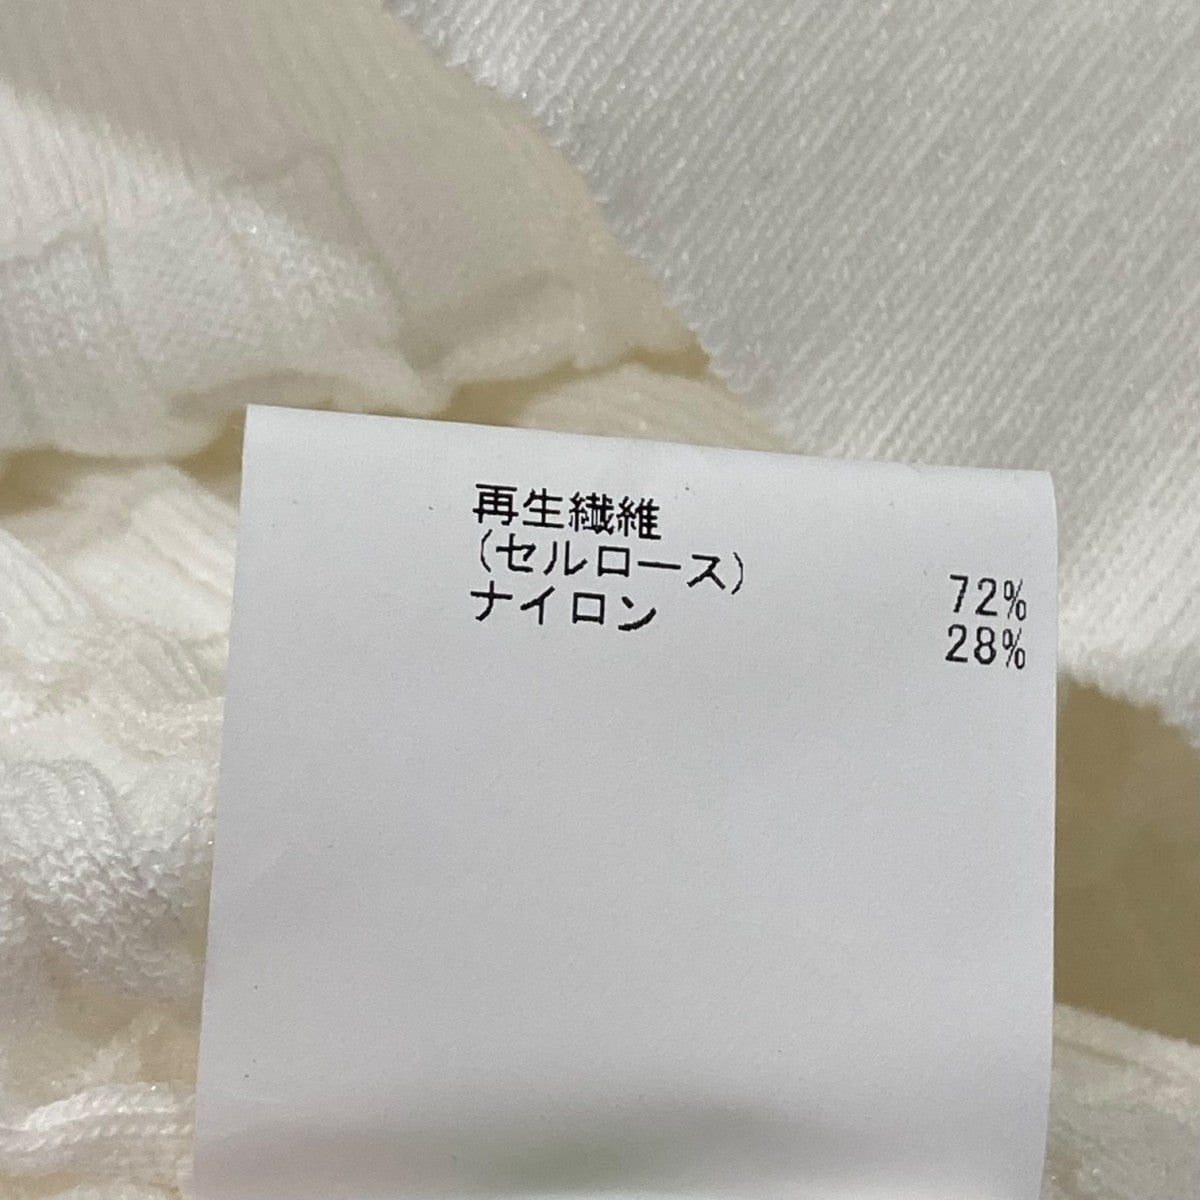 再生繊維
(セルロース) 72%
ナイロン 28%